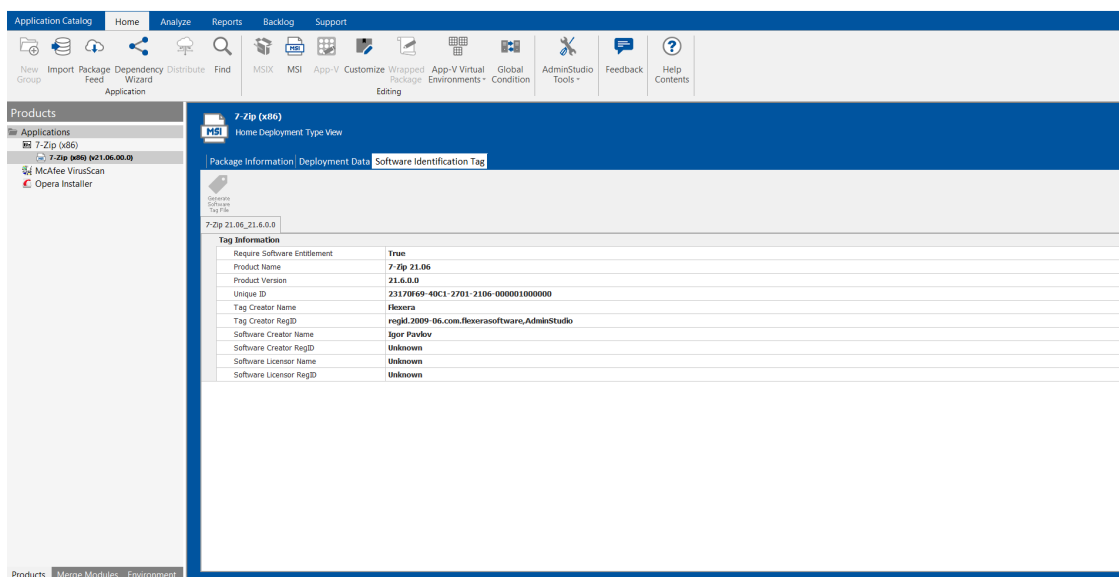 Application Catalog Home Analyze Reports Backlog Support
New Group Import Package Feed Dependency Wizard Distribute Find MSIX MSI App-V Customize Wrapped Package App-V Virtual Environments Global Condition AdminStudio Tools Feedback Help Contents
Application Editing
Products
Applications
7-Zip (x86)
7-Zip (x86) (v21.06.00.0)
McAfee VirusScan
Opera Installer
Products Merge Modules Environment
MSI
7-Zip (x86)
Home Deployment Type View
Package Information Deployment Data Software Identification Tag
Generate
Software
Tag File
7-Zip 21.06_21.6.0.0
Tag Information
Require Software Entitlement True
Product Name 7-Zip 21.06
Product Version 21.6.0.0
Unique ID 23170F69-40C1-2701-2106-000001000000
Tag Creator Name Flexera
Tag Creator RegID regid.2009-06.com.flexerasoftware,AdminStudio
Software Creator Name Igor Pavlov
Software Creator RegID Unknown
Software Licensor Name Unknown
Software Licensor RegID Unknown